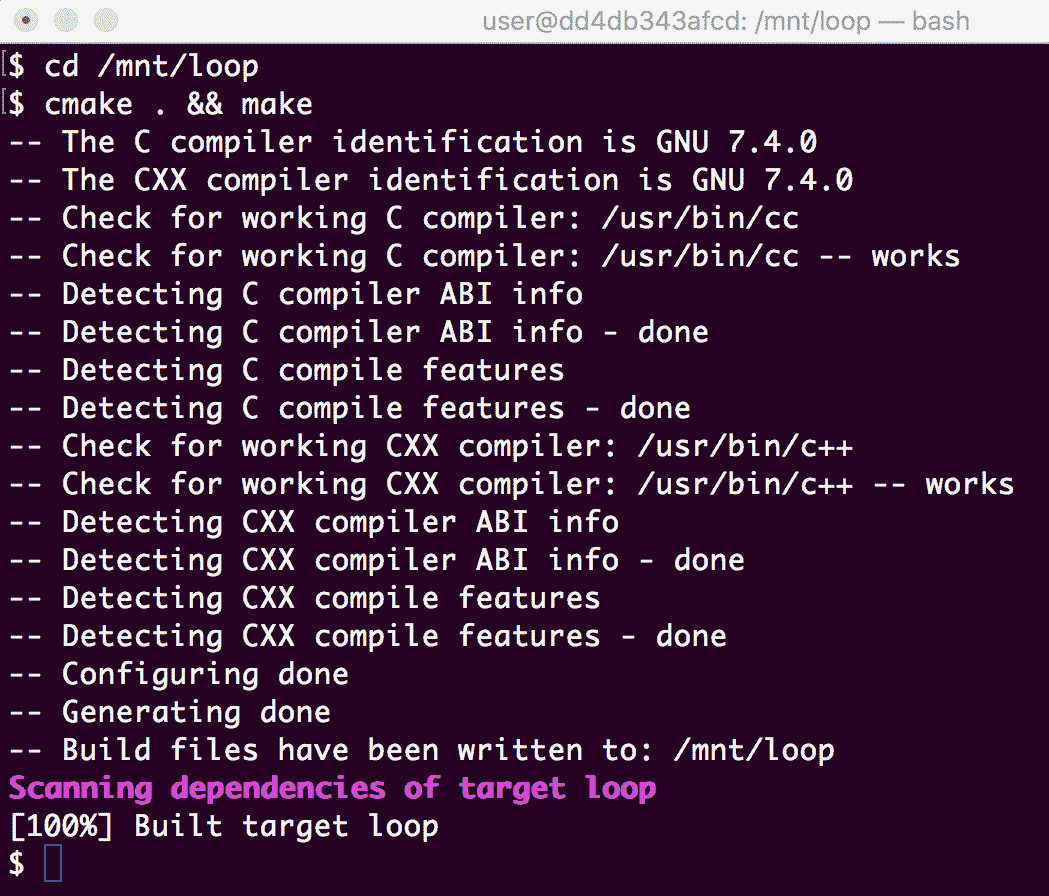 user@dd4db343afcd: /mnt/loop — bash
[$ cd /mnt/loop
[$ cmake . && make
-- The C compiler identification is GNU 7.4.0
-- The CXX compiler identification is GNU 7.4.0
-- Check for working C compiler: /usr/bin/cc
-- Check for working C compiler: /usr/bin/cc -- works
-- Detecting C compiler ABI info
-- Detecting C compiler ABI info - done
-- Detecting C compile features
-- Detecting C compile features - done
-- Check for working CXX compiler: /usr/bin/c++
-- Check for working CXX compiler: /usr/bin/c++ -- works
-- Detecting CXX compiler ABI info
-- Detecting CXX compiler ABI info - done
-- Detecting CXX compile features
-- Detecting CXX compile features - done
-- Configuring done
-- Generating done
-- Build files have been written to: /mnt/loop
Scanning dependencies of target loop
[100%] Built target loop
$